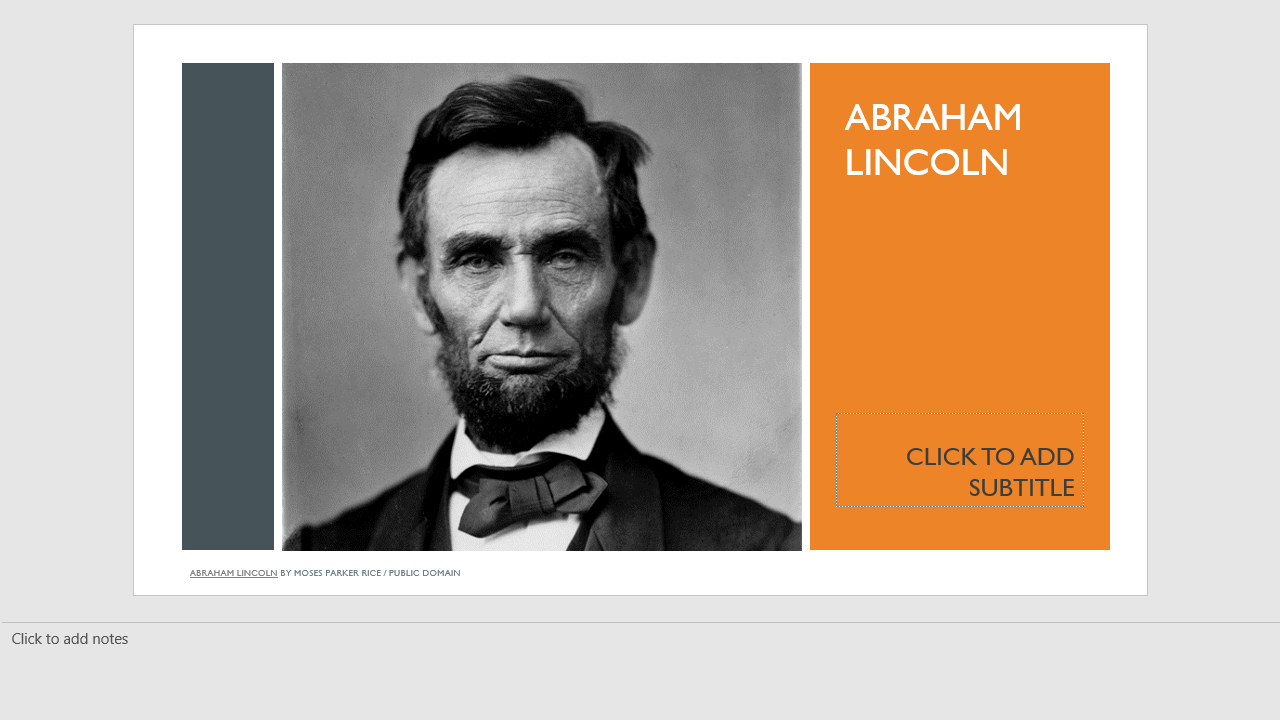 ABRAHAM
LINCOLN
CLICK TO ADD
SUBTITLE
ABRAHAM LINCOLN BY MOSES PARKER RICE / PUBLIC DOMAIN
Click to add notes